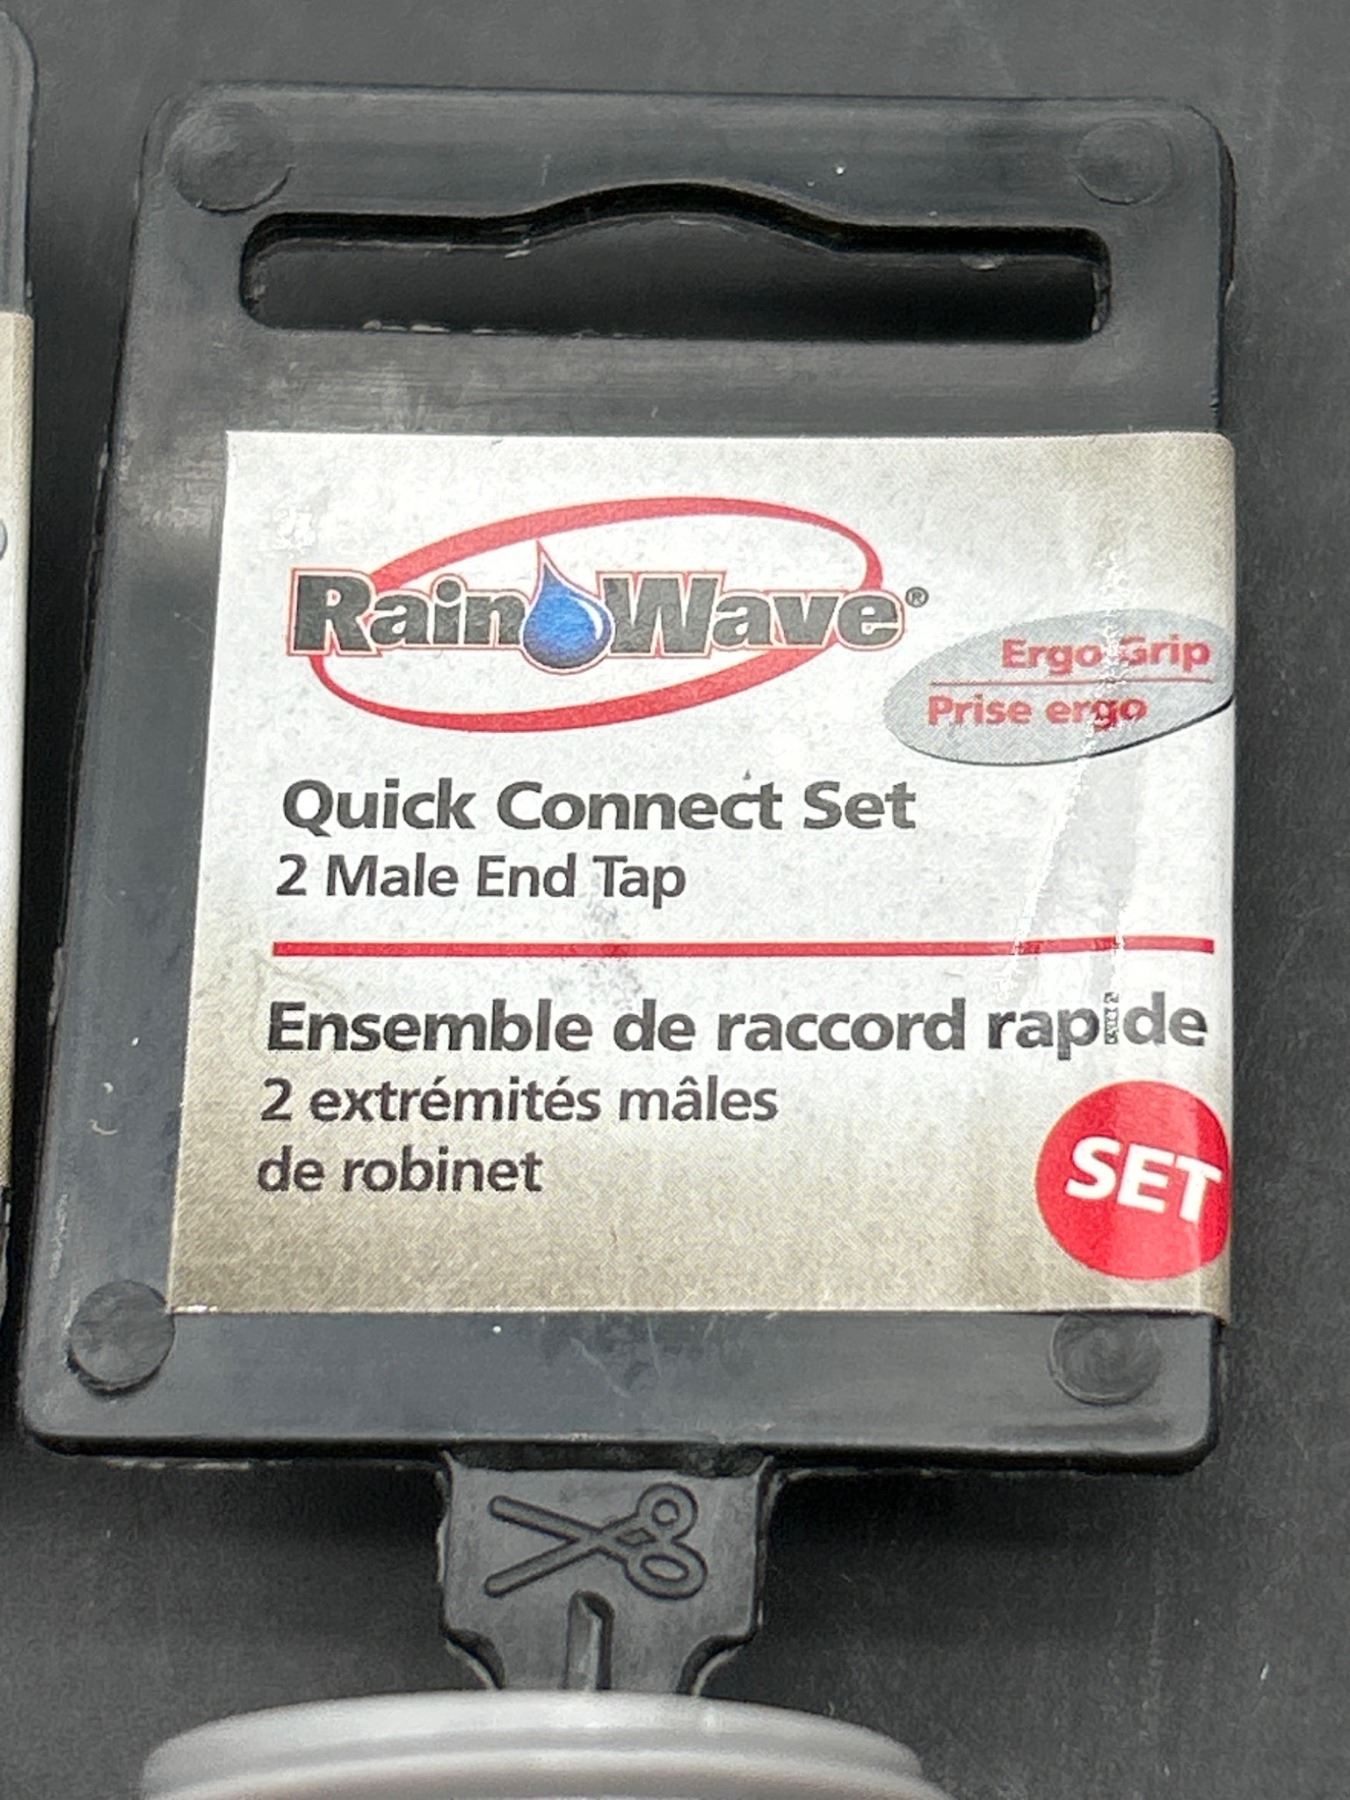 RainWave®
Ergo Grip
Prise ergo
Quick Connect Set
2 Male End Tap
Ensemble de raccord rapide
2 extrémités mâles
de robinet
SET